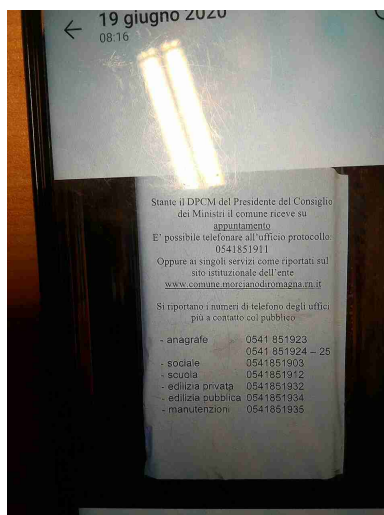 19 giugno 2020
08:16
Stante il DPCM del Presidente del Consiglio
dei Ministri il comune riceve su
appuntamento
E' possibile telefonare all'ufficio protocollo:
0541851911
Oppure ai singoli servizi come riportati sul
sito istituzionale dell'ente
www.comune.morcianodiromagna.rn.it
Si riportano i numeri di telefono degli uffici
più a contatto col pubblico
- anagrafe 0541 851923
0541 851924 – 25
- sociale 0541851903
- scuola 0541851912
- edilizia privata 0541851932
- edilizia pubblica 0541851934
- manutenzioni 0541851935